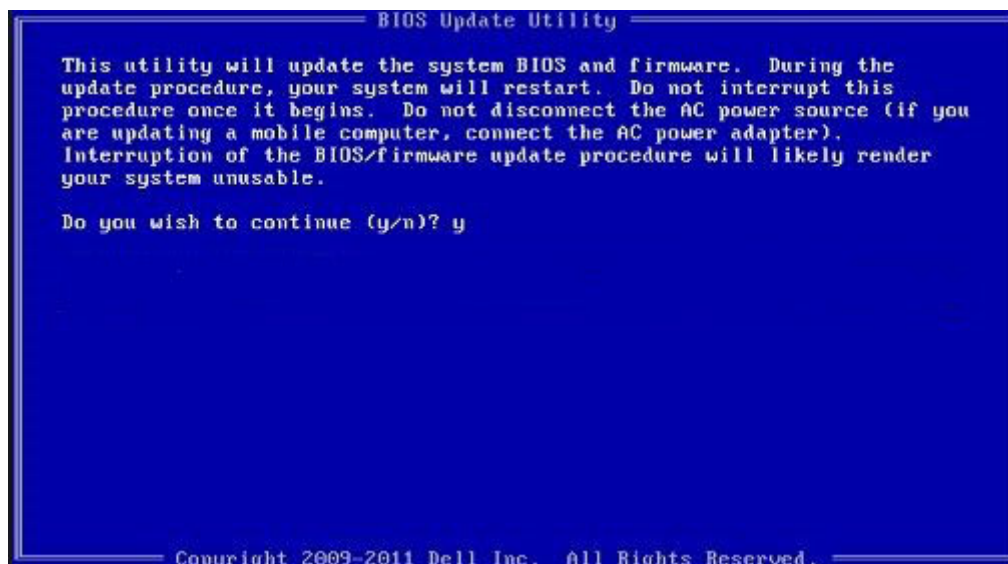 BIOS Update Utility
This utility will update the system BIOS and firmware. During the
update procedure, your system will restart. Do not interrupt this
procedure once it begins. Do not disconnect the AC power source (if you
are updating a mobile computer, connect the AC power adapter).
Interruption of the BIOS/firmware update procedure will likely render
your system unusable.
Do you wish to continue (y/n)? y
Copyright 2009-2011 Dell Inc. All Rights Reserved.